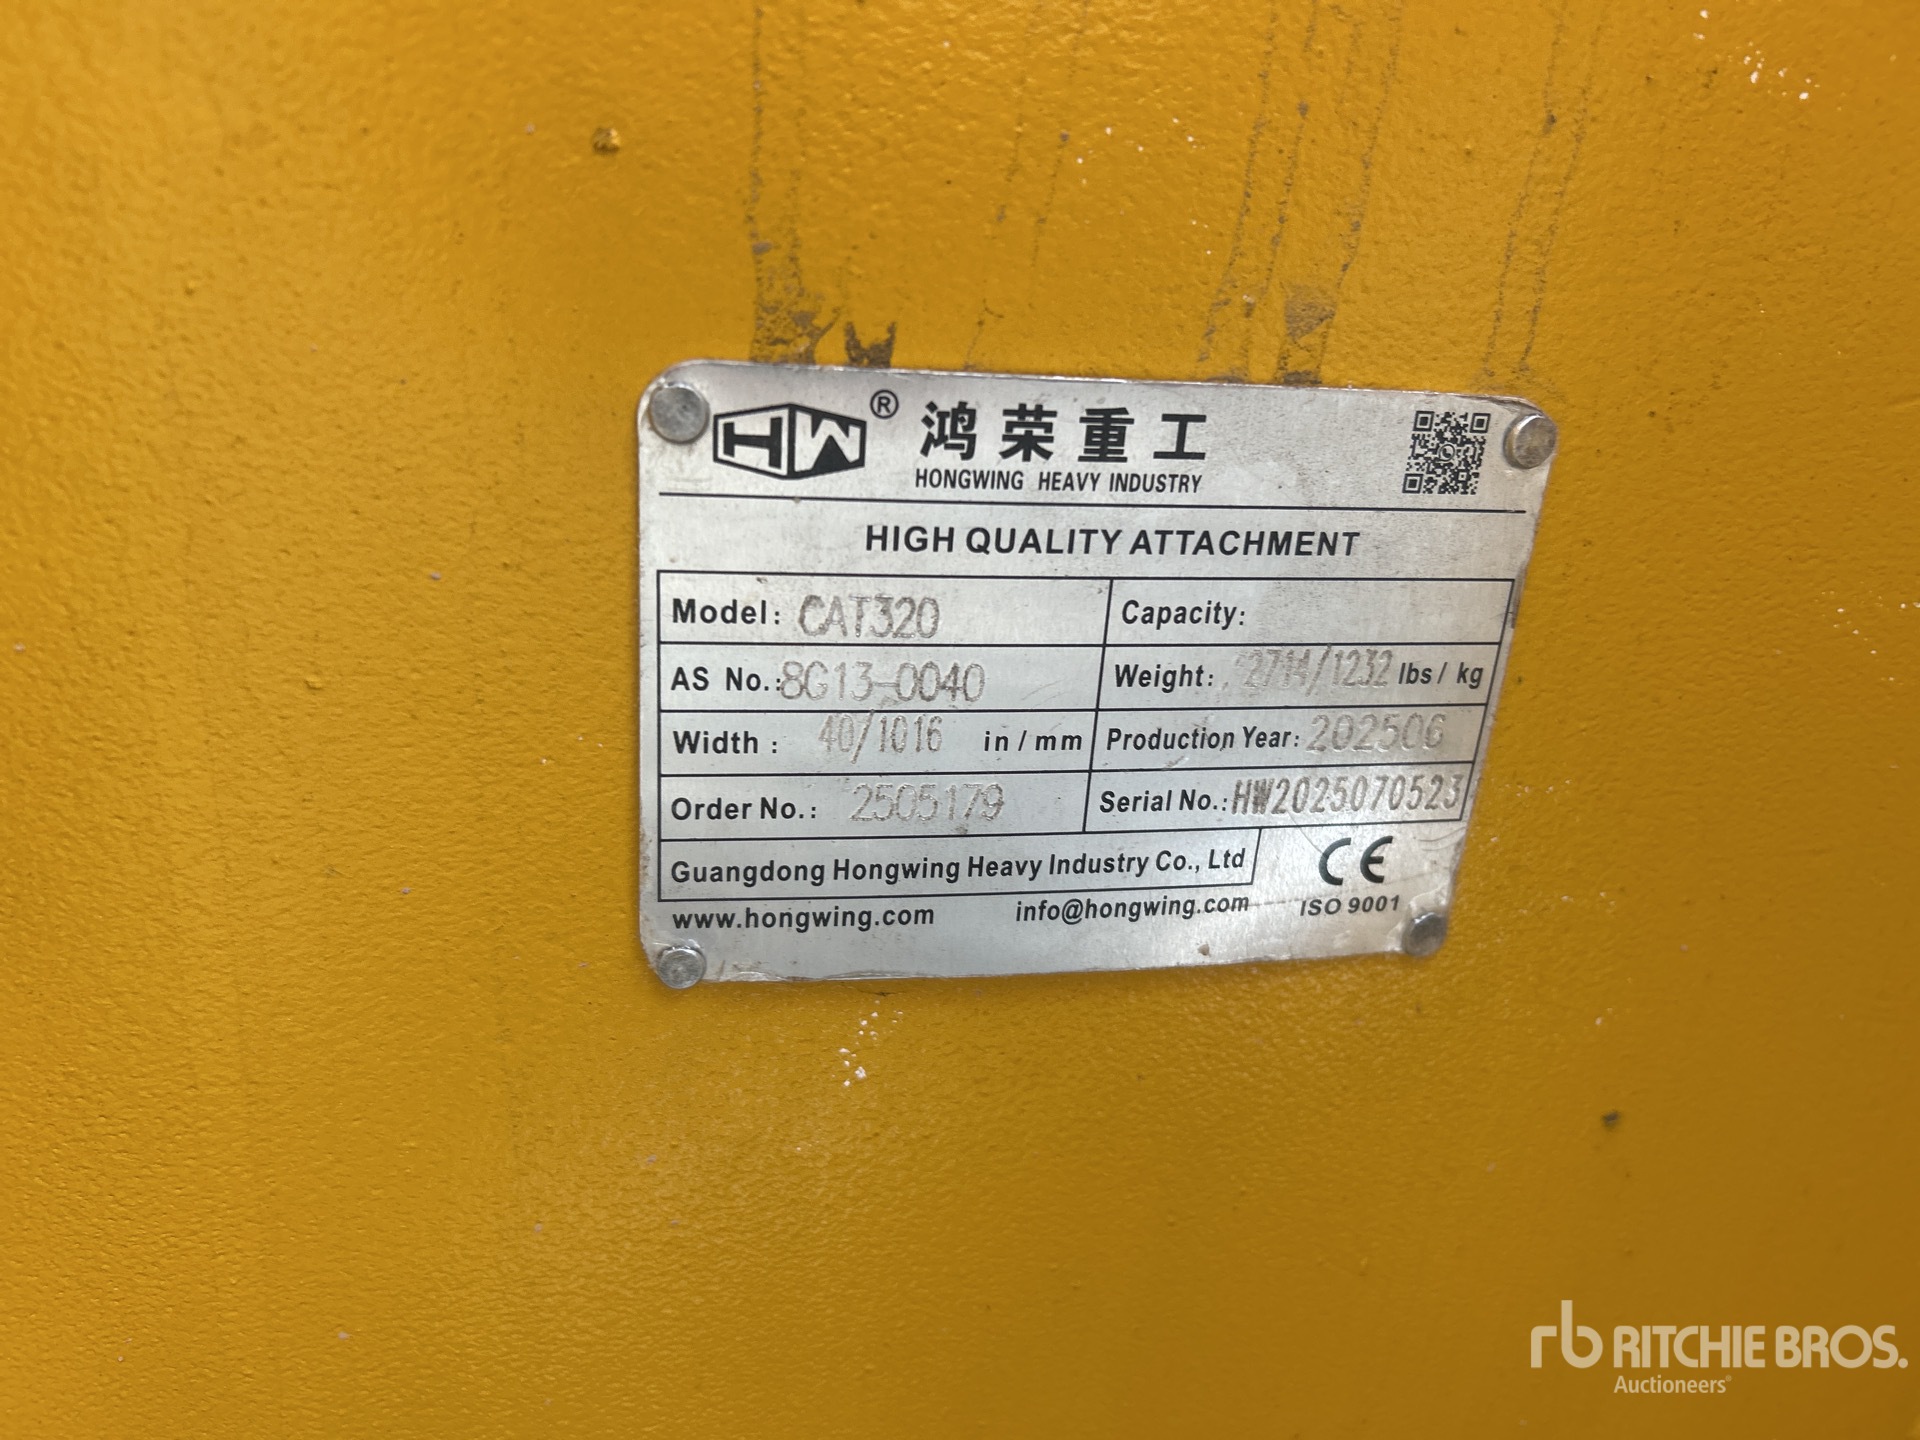 HW ® 鸿荣重工
HONGWING HEAVY INDUSTRY
HIGH QUALITY ATTACHMENT
Model: CAT320 Capacity:
AS No.: 8G13-0040 Weight: 2714/1232 lbs / kg
Width : 40/1016 in / mm Production Year: 202506
Order No.: 2505179 Serial No.: HW2025070523
Guangdong Hongwing Heavy Industry Co., Ltd CE
www.hongwing.com info@hongwing.com ISO 9001
rb RITCHIE BROS.
Auctioneers